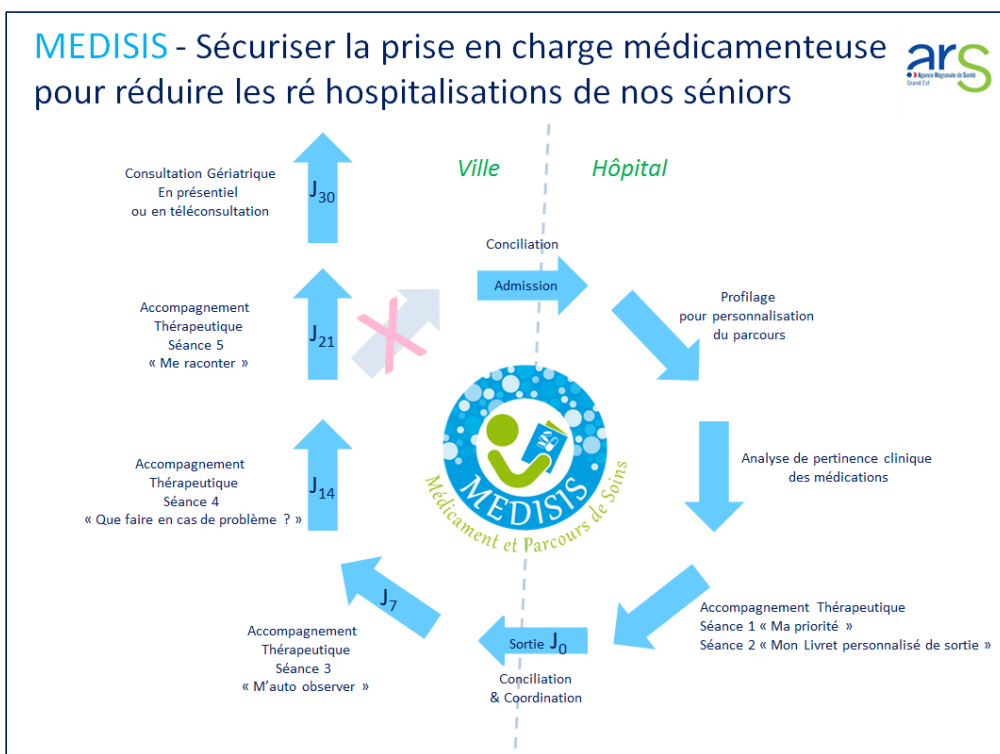 MEDISIS - Sécuriser la prise en charge médicamenteuse
pour réduire les ré hospitalisations de nos séniors
ars
Agence Régionale de Santé
Grand Est
Ville
Hôpital
Conciliation
Admission
Profilage
pour personnalisation
du parcours
Analyse de pertinence clinique
des médications
Accompagnement Thérapeutique
Séance 1 « Ma priorité »
Séance 2 « Mon Livret personnalisé de sortie »
Sortie J0
Conciliation
& Coordination
J7
Accompagnement
Thérapeutique
Séance 3
« M'auto observer »
J14
Accompagnement
Thérapeutique
Séance 4
« Que faire en cas de problème ? »
J21
Accompagnement
Thérapeutique
Séance 5
« Me raconter »
J30
Consultation Gériatrique
En présentiel
ou en téléconsultation
MEDISIS
Médicament et Parcours de Soins